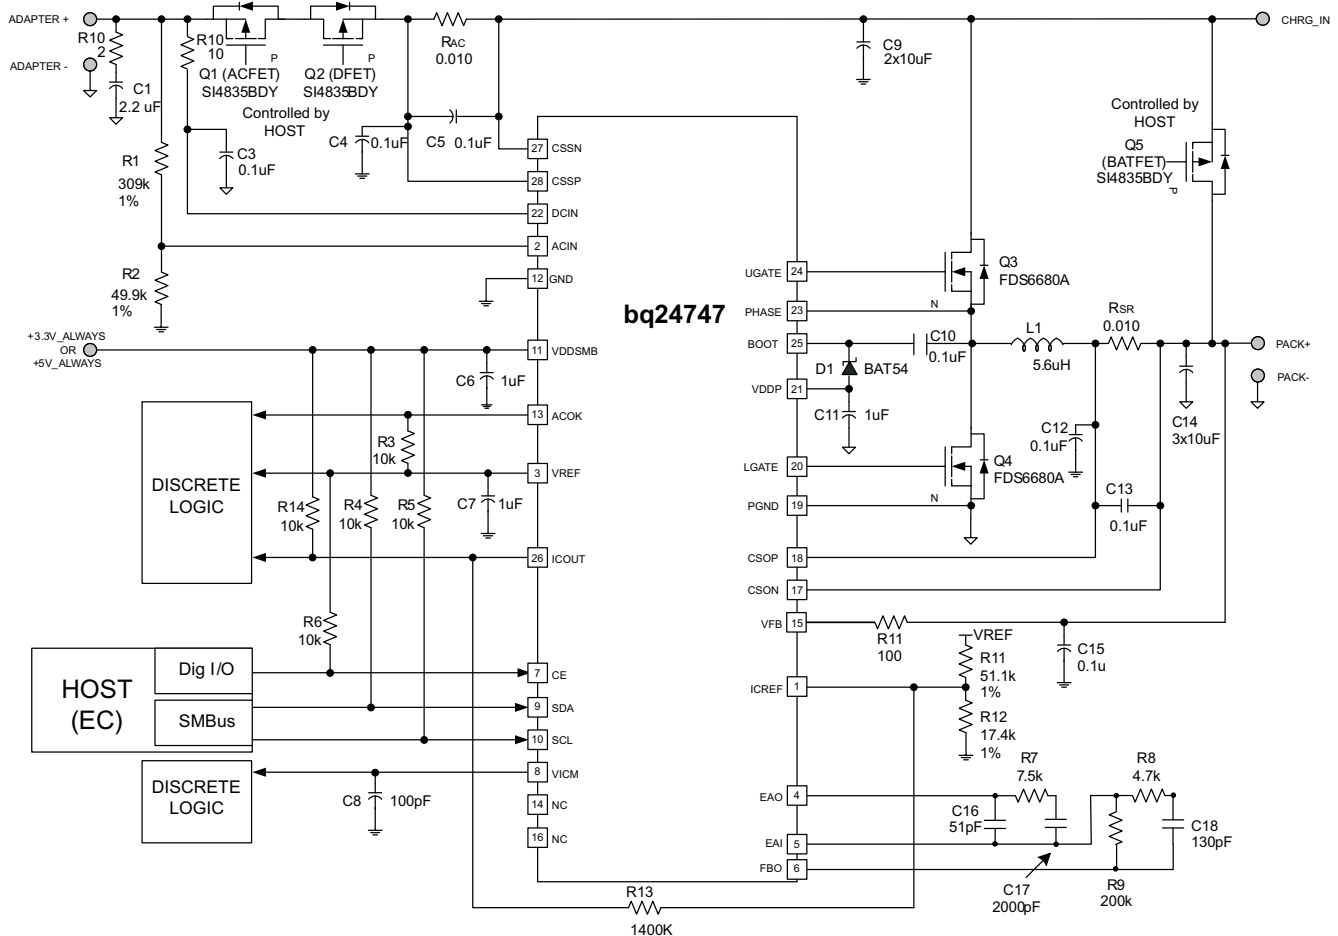 ADAPTER +
R10
2
ADAPTER -
C1
2.2 uF
R10
10
P
P
Q1 (ACFET)
SI4835BDY
Q2 (DFET)
SI4835BDY
Controlled by
HOST
RAC
0.010
C9
2x10uF
CHRG_IN
Controlled by
HOST
Q5
(BATFET)
SI4835BDY
P
C3
0.1uF
C4
0.1uF
C5
0.1uF
R1
309k
1%
R2
49.9k
1%
27
CSSN
28
CSSP
22
DCIN
2
ACIN
12
GND
bq24747
UGATE
24
Q3
FDS6680A
PHASE
23
N
BOOT
25
C10
0.1uF
L1
5.6uH
RSR
0.010
PACK+
PACK-
D1
BAT54
VDDP
21
C11
1uF
C12
0.1uF
C14
3x10uF
LGATE
20
Q4
FDS6680A
PGND
19
N
C13
0.1uF
CSOP
18
CSON
17
VFB
15
R11
100
C15
0.1u
ICREF
1
VREF
R11
51.1k
1%
R12
17.4k
1%
+3.3V_ALWAYS
OR
+5V_ALWAYS
11
VDDSMB
C6
1uF
13
ACOK
R3
10k
3
VREF
DISCRETE
LOGIC
R14
10k
R4
10k
R5
10k
C7
1uF
26
ICOUT
R6
10k
HOST
(EC)
Dig I/O
SMBus
7
CE
9
SDA
10
SCL
8
VICM
DISCRETE
LOGIC
C8
100pF
14
NC
16
NC
EAO
4
R7
7.5k
R8
4.7k
C16
51pF
EAI
5
C18
130pF
FBO
6
C17
2000pF
R9
200k
R13
1400K